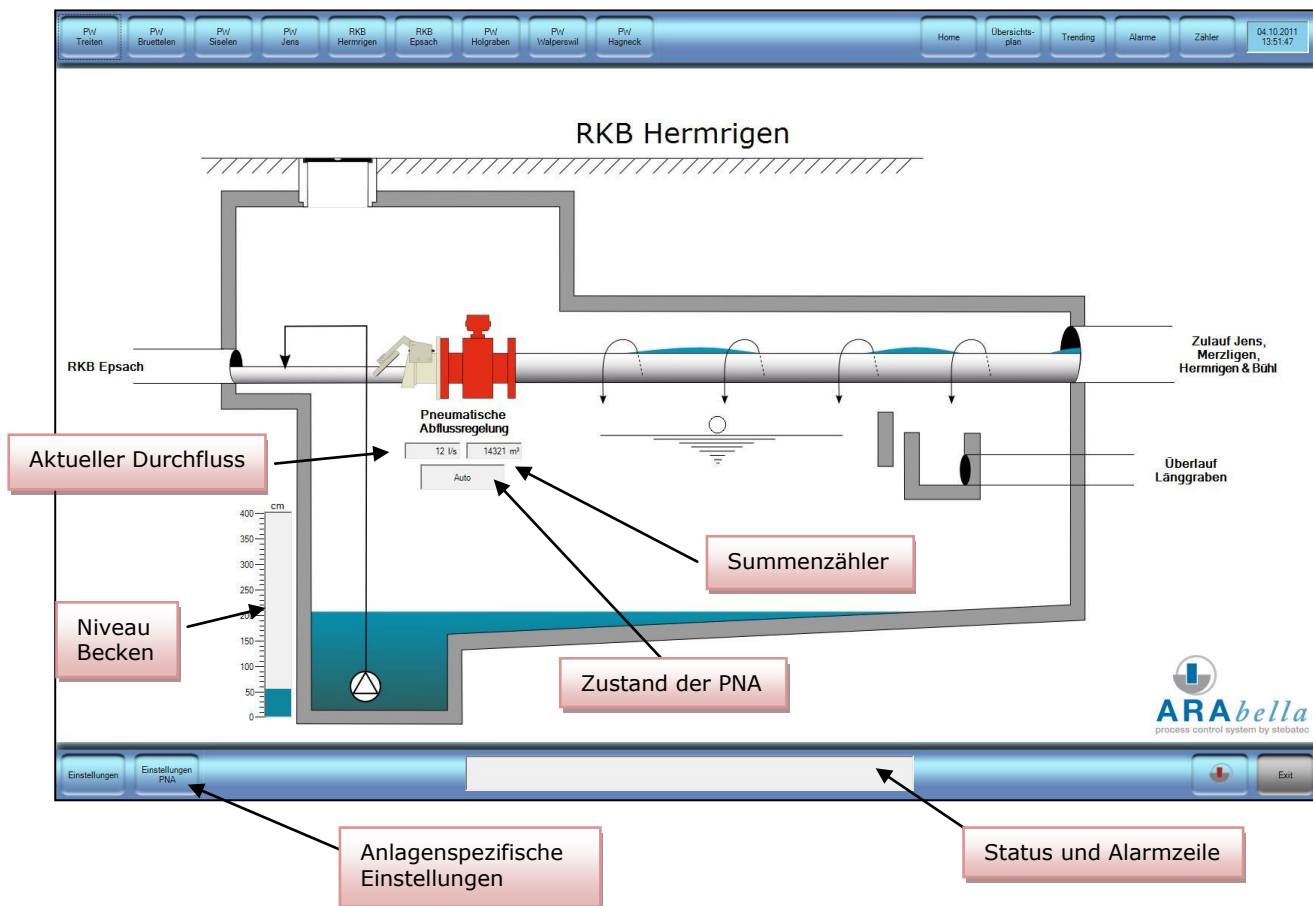 PW
Treiten
PW
Bruettelen
PW
Siselen
PW
Jens
RKB
Hermrigen
RKB
Epsach
PW
Holgraben
PW
Walperswil
PW
Hagneck
Home
Übersichts-
plan
Trending
Alarme
Zähler
04.10.2011
13:51:47
RKB Hermrigen
RKB Epsach
Zulauf Jens,
Merzligen,
Hermrigen & Bühl
Pneumatische
Abflussregelung
12 l/s
14321 m³
Auto
Aktueller Durchfluss
Überlauf
Länggraben
cm
400
350
300
250
200
150
100
50
0
Summenzähler
Niveau
Becken
Zustand der PNA
ARAbella
process control system by stebatec
Einstellungen
Einstellungen
PNA
Exit
Anlagenspezifische
Einstellungen
Status und Alarmzeile